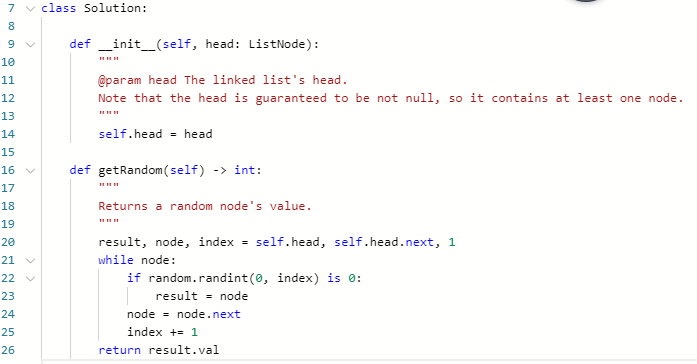 7 class Solution:
8
9     def __init__(self, head: ListNode):
10         """
11         @param head The linked list's head.
12         Note that the head is guaranteed to be not null, so it contains at least one node.
13         """
14         self.head = head
15
16     def getRandom(self) -> int:
17         """
18         Returns a random node's value.
19         """
20         result, node, index = self.head, self.head.next, 1
21         while node:
22             if random.randint(0, index) is 0:
23                 result = node
24             node = node.next
25             index += 1
26         return result.val